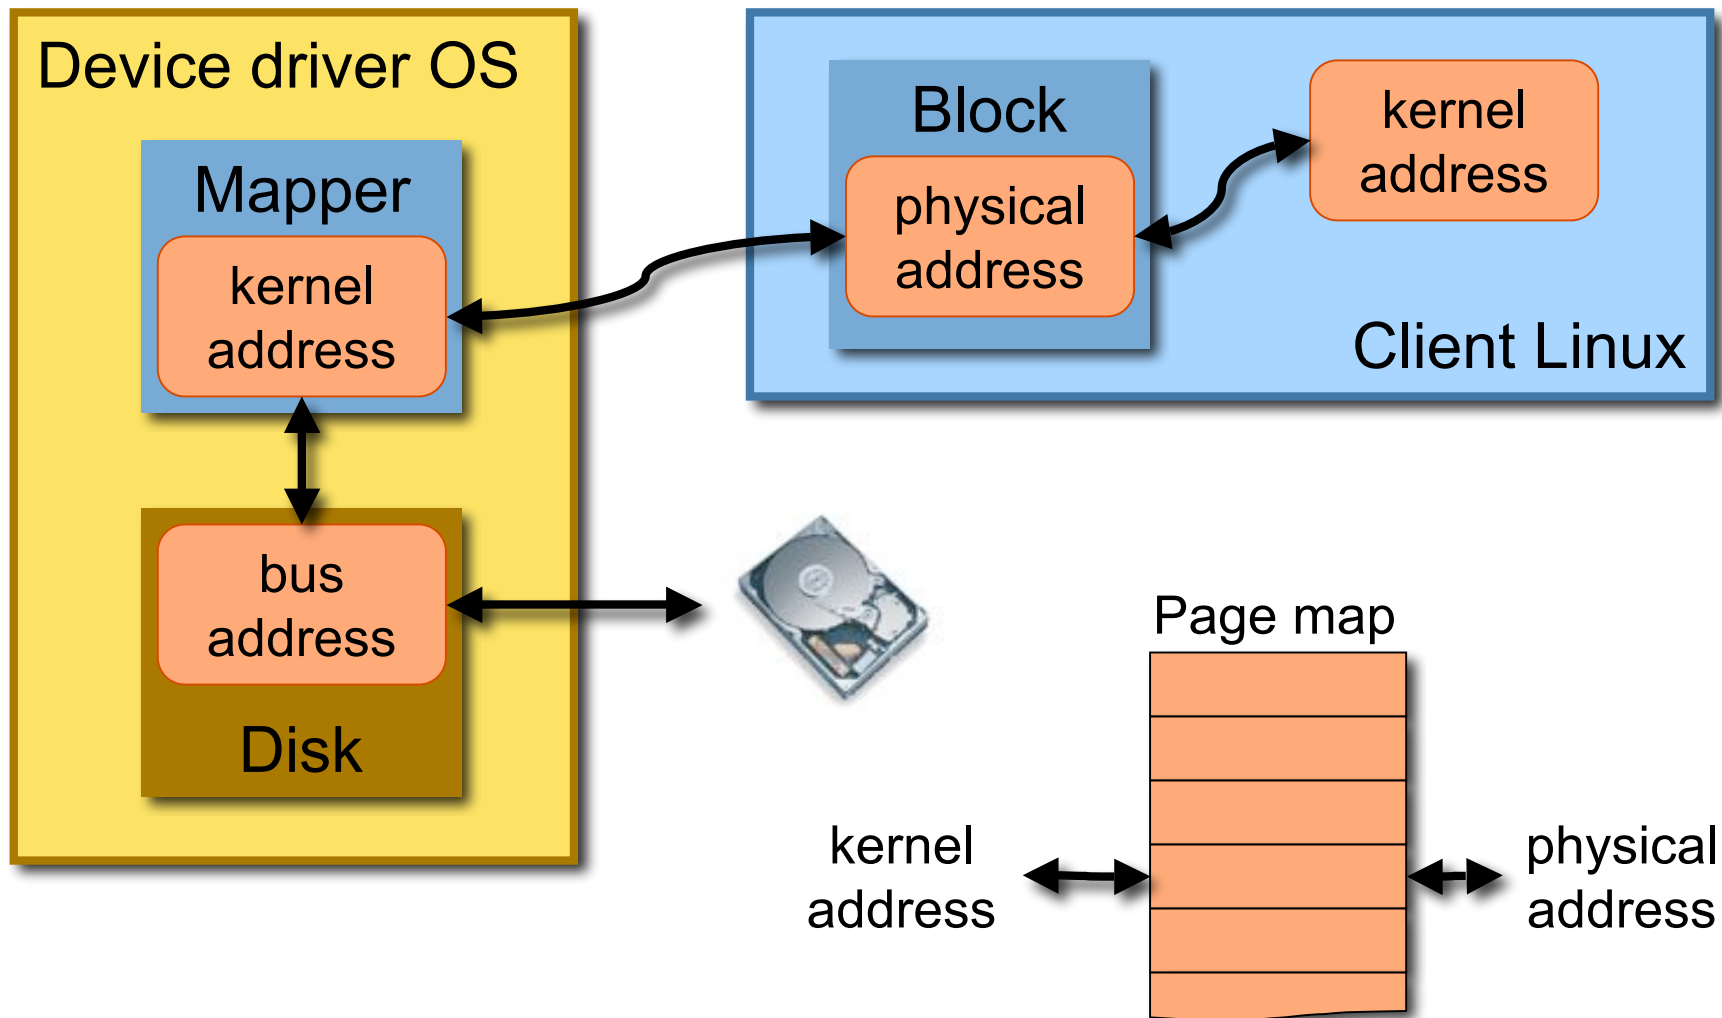 Device driver OS
Mapper
kernel
address
bus
address
Disk
Block
physical
address
kernel
address
Client Linux
Page map
kernel
address
physical
address